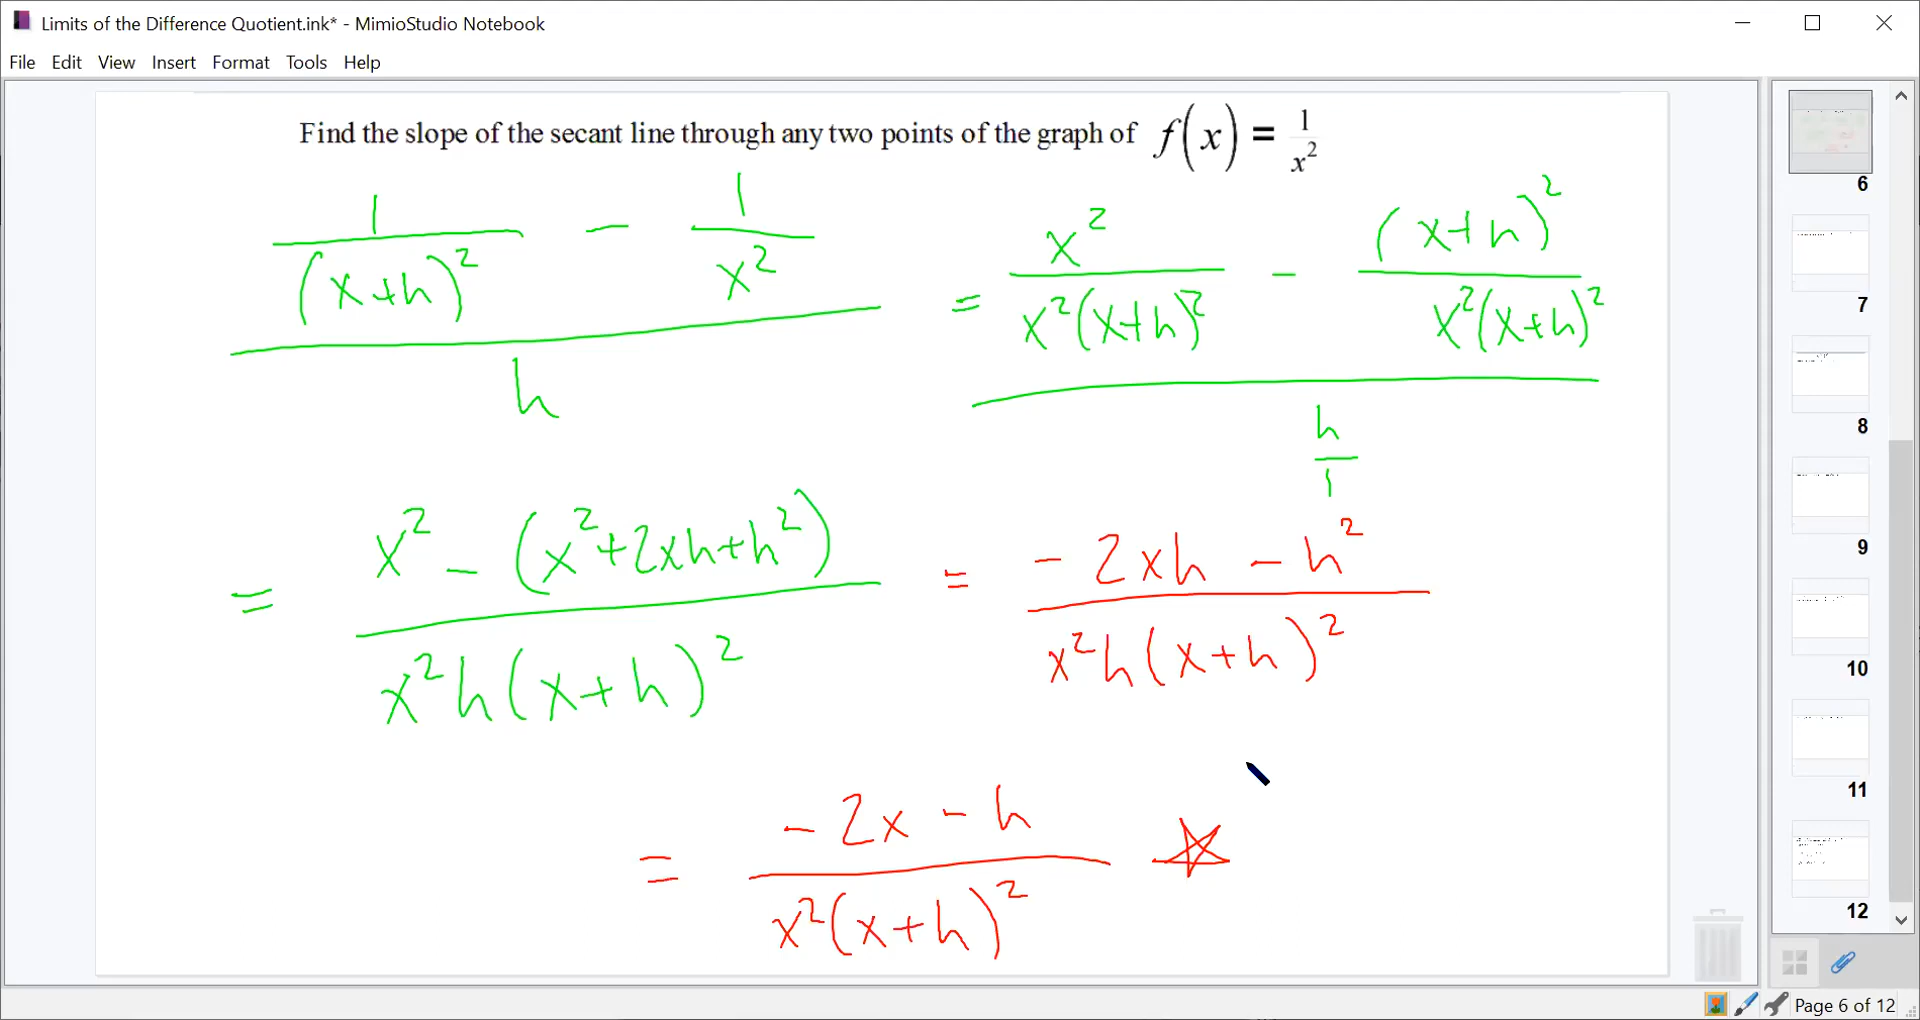 Limits of the Difference Quotient.ink* - MimioStudio Notebook
File Edit View Insert Format Tools Help
Find the slope of the secant line through any two points of the graph of f(x) = 1/x²
(1/(x+h)² - 1/x²)/h = (x²/(x²(x+h)²) - (x+h)²/(x²(x+h)²))/(h/1)
= (x² - (x²+2xh+h²))/(x²h(x+h)²) = (-2xh - h²)/(x²h(x+h)²)
= (-2x - h)/(x²(x+h)²)
6
7
8
9
10
11
12
Page 6 of 12